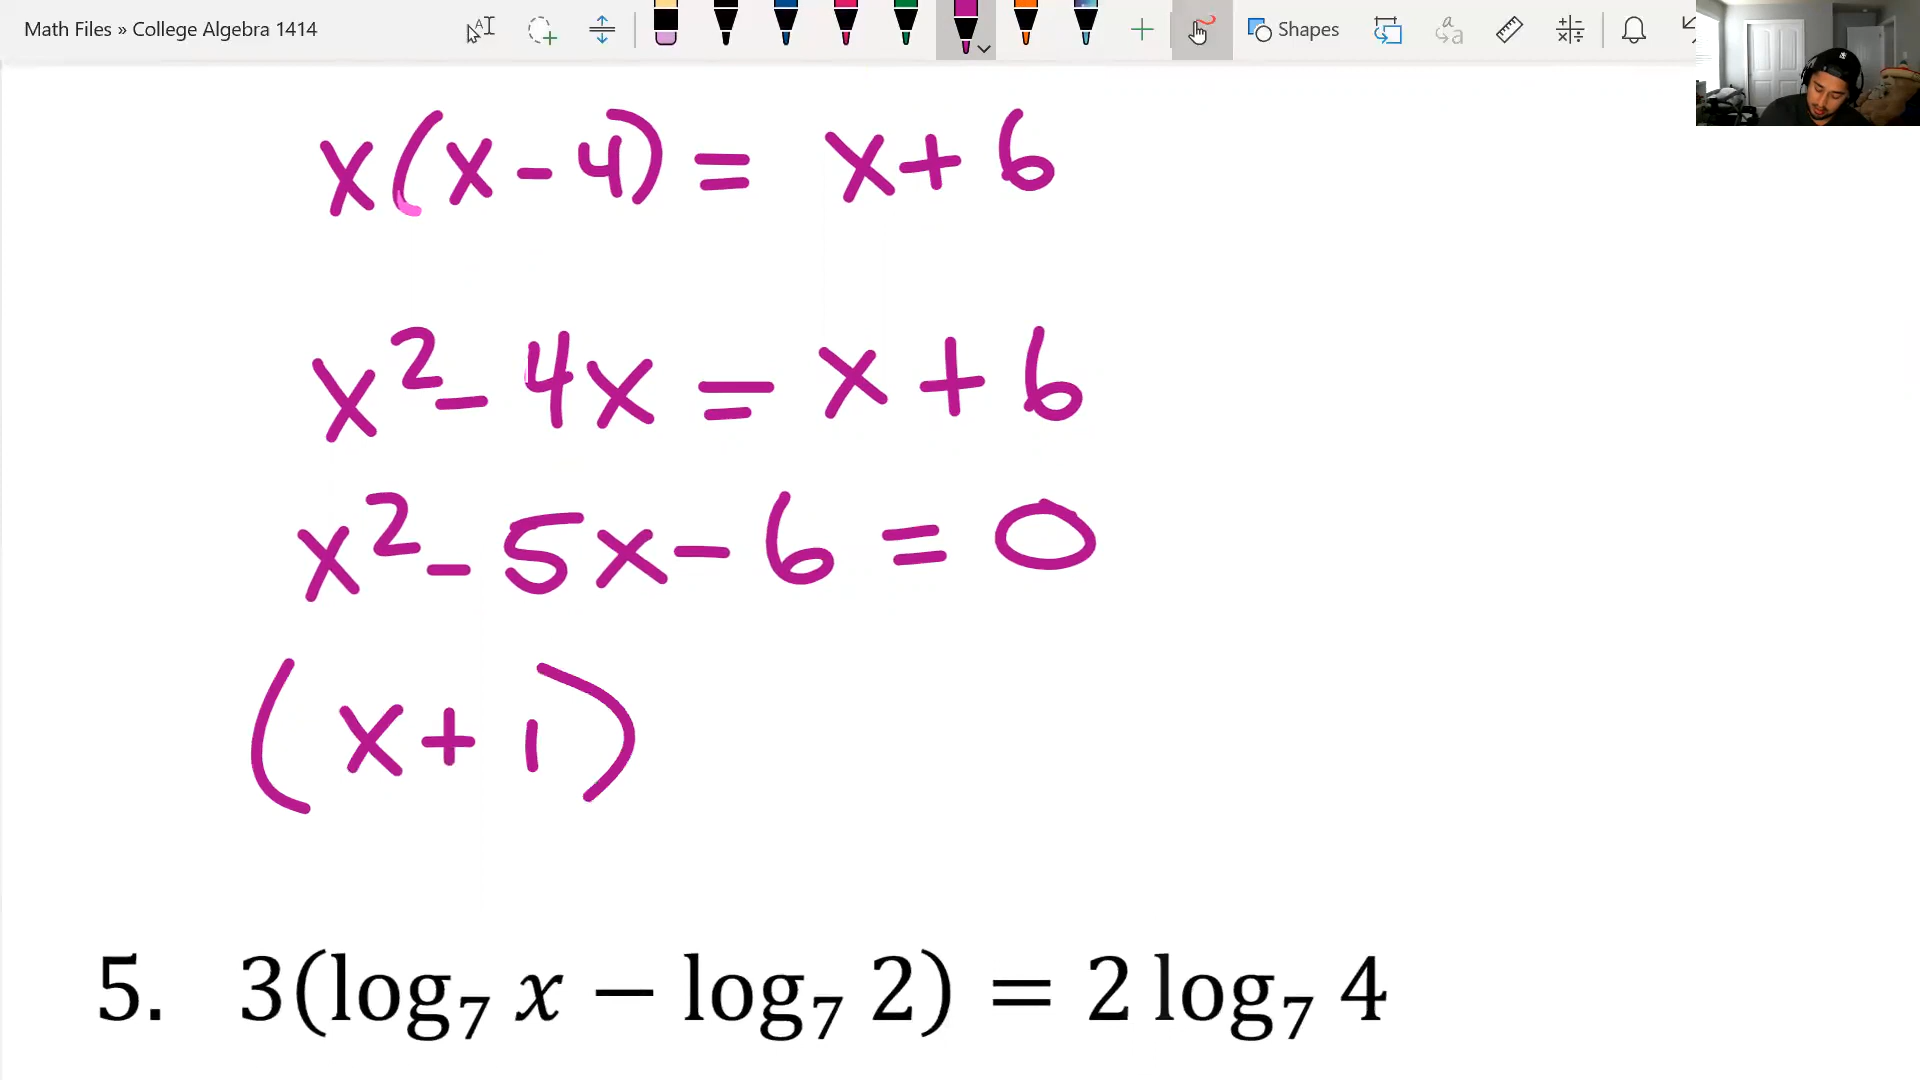 Math Files » College Algebra 1414
Shapes
x(x - 4) = x + 6
x² - 4x = x + 6
x² - 5x - 6 = 0
(x + 1)
5. 3(log₇ x − log₇ 2) = 2 log₇ 4